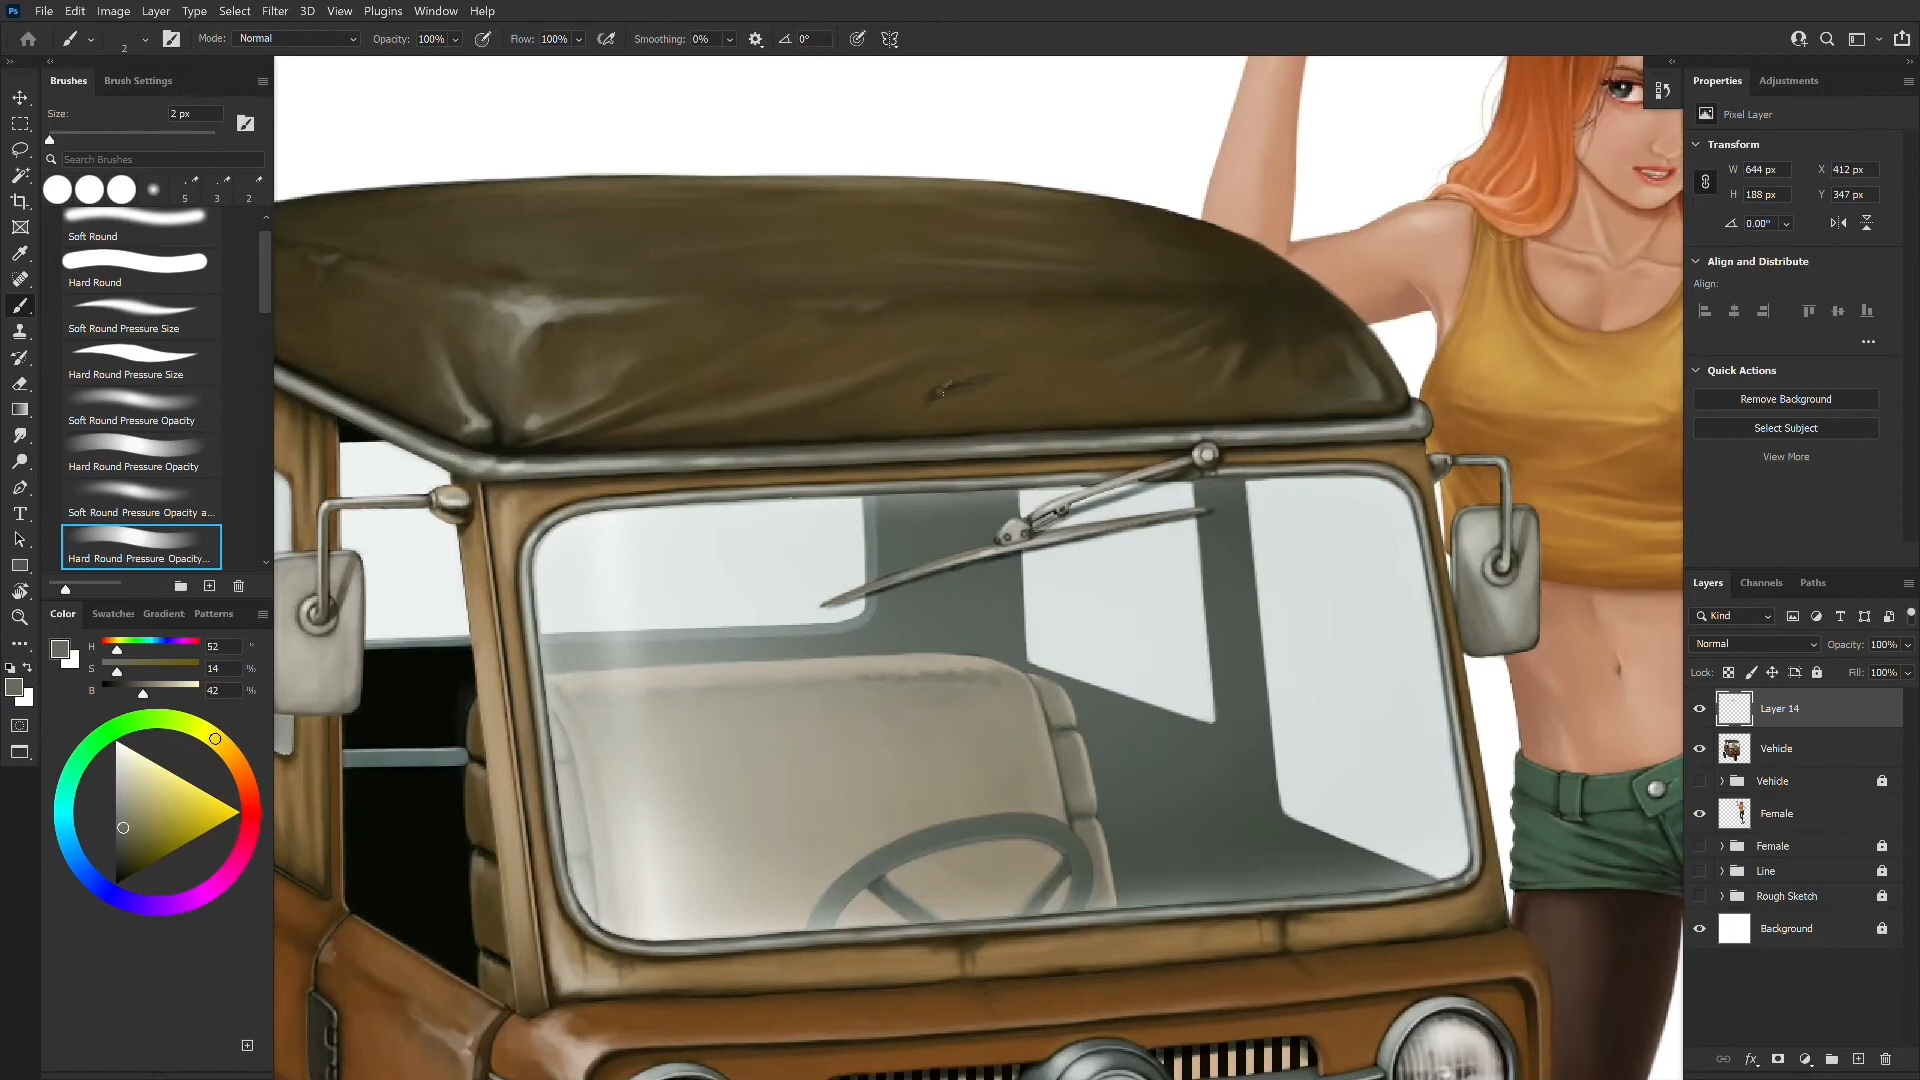 Ps File Edit Image Layer Type Select Filter 3D View Plugins Window Help
2 Mode: Normal Opacity: 100% Flow: 100% Smoothing: 0% 0°
Brushes Brush Settings
Size: 2 px
Search Brushes
5 3 2
Soft Round
Hard Round
Soft Round Pressure Size
Hard Round Pressure Size
Soft Round Pressure Opacity
Hard Round Pressure Opacity
Soft Round Pressure Opacity a...
Hard Round Pressure Opacity...
Color Swatches Gradient Patterns
H 52 °
S 14 %
B 42 %
Properties Adjustments
Pixel Layer
Transform
W 644 px X 412 px
H 188 px Y 347 px
0.00°
Align and Distribute
Align:
Quick Actions
Remove Background
Select Subject
View More
Layers Channels Paths
Kind
Normal Opacity: 100%
Lock: Fill: 100%
Layer 14
Vehicle
Vehicle
Female
Female
Line
Rough Sketch
Background
fx